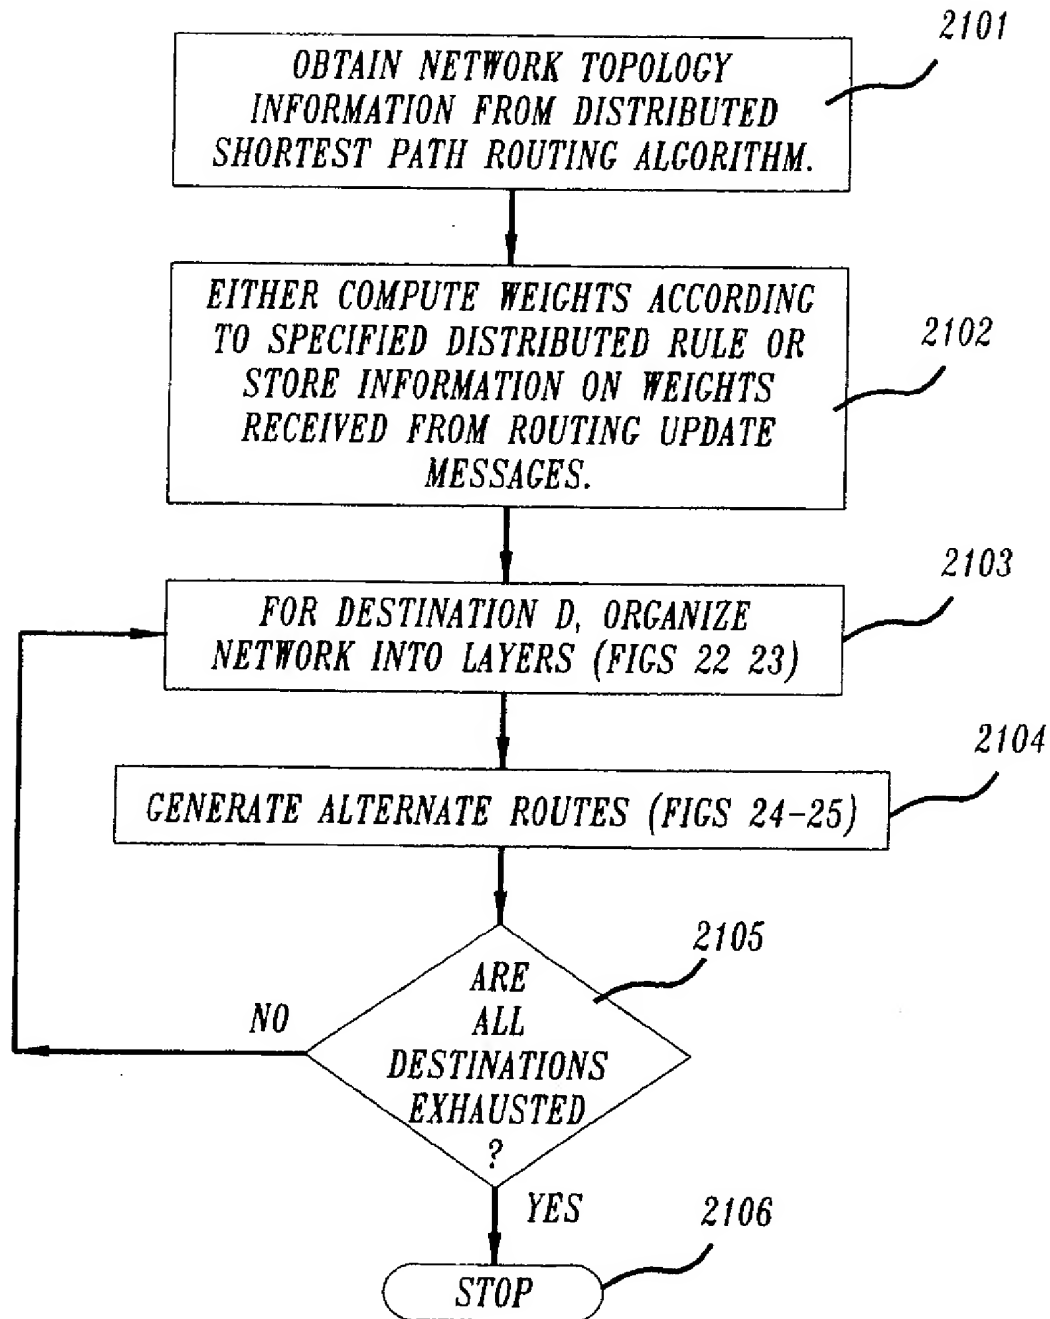 2101
OBTAIN NETWORK TOPOLOGY
INFORMATION FROM DISTRIBUTED
SHORTEST PATH ROUTING ALGORITHM.
2102
EITHER COMPUTE WEIGHTS ACCORDING
TO SPECIFIED DISTRIBUTED RULE OR
STORE INFORMATION ON WEIGHTS
RECEIVED FROM ROUTING UPDATE
MESSAGES.
2103
FOR DESTINATION D, ORGANIZE
NETWORK INTO LAYERS (FIGS 22 23)
2104
GENERATE ALTERNATE ROUTES (FIGS 24-25)
2105
ARE
ALL
DESTINATIONS
EXHAUSTED
?
NO
YES
2106
STOP